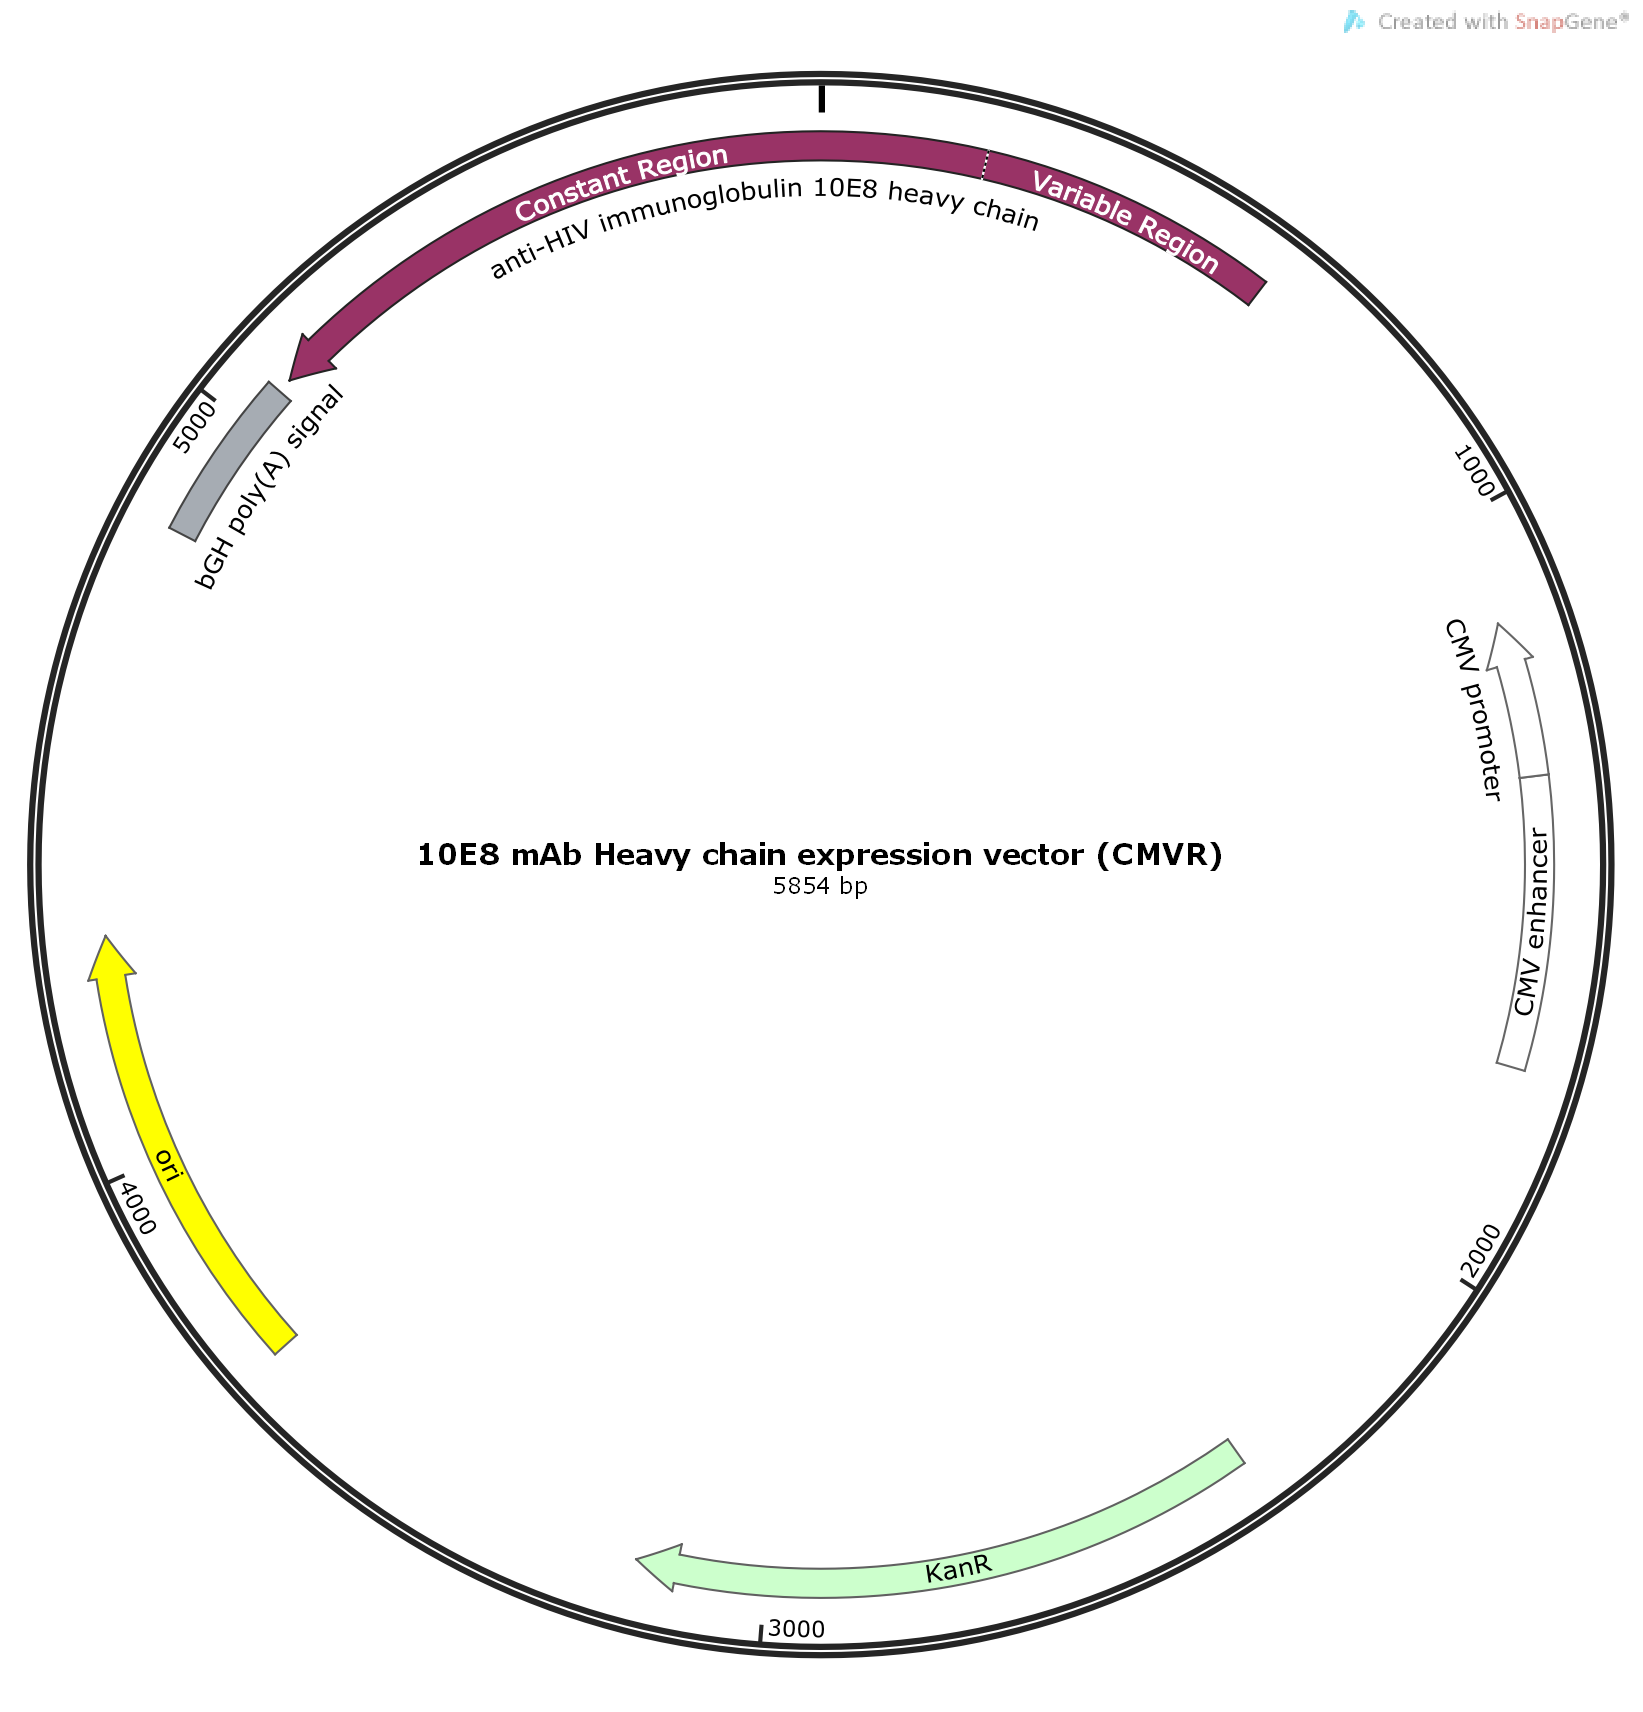 Created with SnapGene®
Constant Region
Variable Region
anti-HIV immunoglobulin 10E8 heavy chain
5000
bGH poly(A) signal
1000
CMV promoter
10E8 mAb Heavy chain expression vector (CMVR)
5854 bp
CMV enhancer
ori
4000
2000
KanR
3000